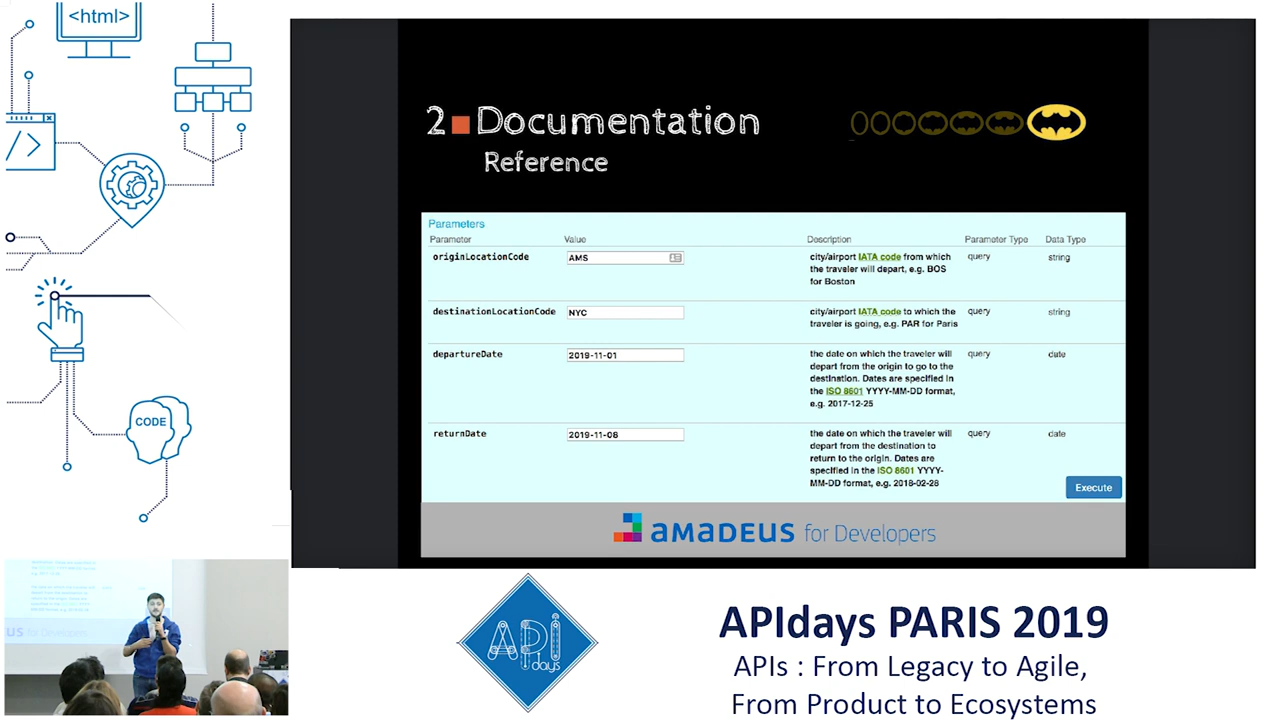 <html>
</>
CODE
2 Documentation
Reference
Parameters
Parameter Value Description Parameter Type Data Type
originLocationCode AMS city/airport IATA code from which query string
the traveler will depart, e.g. BOS
for Boston
destinationLocationCode NYC city/airport IATA code to which the query string
traveler is going, e.g. PAR for Paris
departureDate 2019-11-01 the date on which the traveler will query date
depart from the origin to go to the
destination. Dates are specified in
the ISO 8601 YYYY-MM-DD format,
e.g. 2017-12-25
returnDate 2019-11-08 the date on which the traveler will query date
depart from the destination to
return to the origin. Dates are
specified in the ISO 8601 YYYY-
MM-DD format, e.g. 2018-02-28
Execute
amadeus for Developers
EUS for Developers
API
days
APIdays PARIS 2019
APIs : From Legacy to Agile,
From Product to Ecosystems